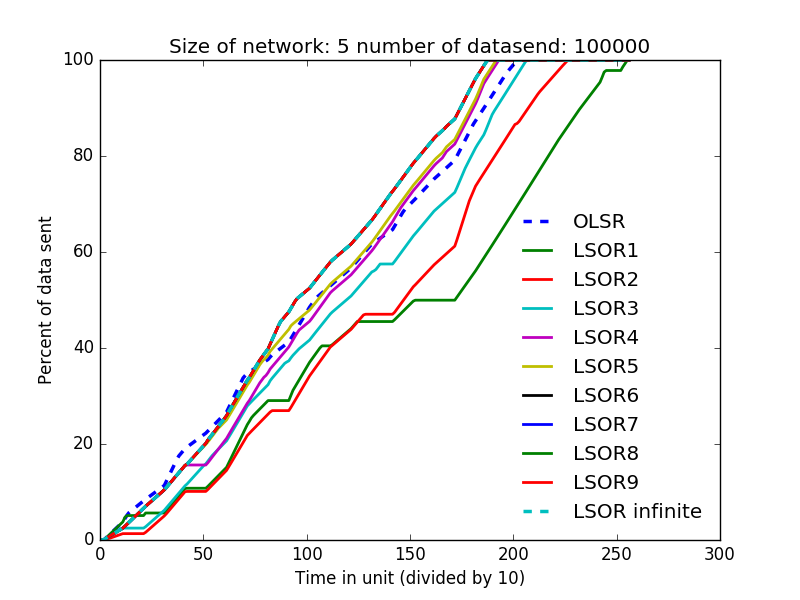 Size of network: 5 number of datasend: 100000
100
80
60
40
20
0
Percent of data sent
OLSR
LSOR1
LSOR2
LSOR3
LSOR4
LSOR5
LSOR6
LSOR7
LSOR8
LSOR9
LSOR infinite
0 50 100 150 200 250 300
Time in unit (divided by 10)